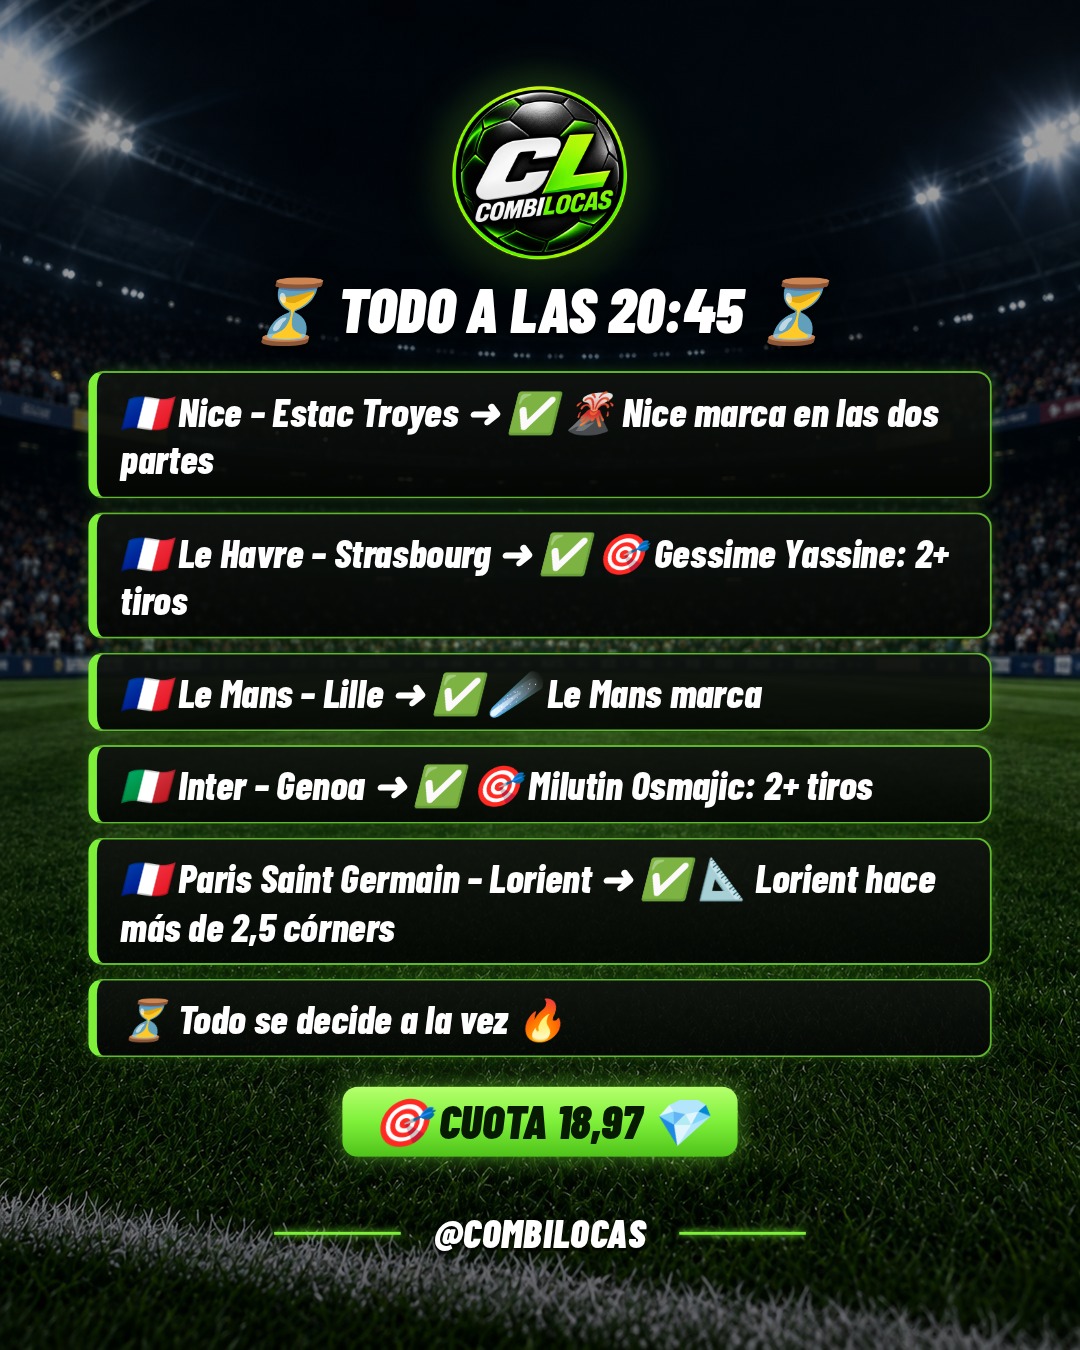 CL
COMBILOCAS
⏳ TODO A LAS 20:45 ⏳
🇫🇷 Nice - Estac Troyes → ✅ 🌋 Nice marca en las dos
partes
🇫🇷 Le Havre - Strasbourg → ✅ 🎯 Gessime Yassine: 2+
tiros
🇫🇷 Le Mans - Lille → ✅ ☄️ Le Mans marca
🇮🇹 Inter - Genoa → ✅ 🎯 Milutin Osmajic: 2+ tiros
🇫🇷 Paris Saint Germain - Lorient → ✅ 📐 Lorient hace
más de 2,5 córners
⏳ Todo se decide a la vez 🔥
🎯 CUOTA 18,97 💎
@COMBILOCAS